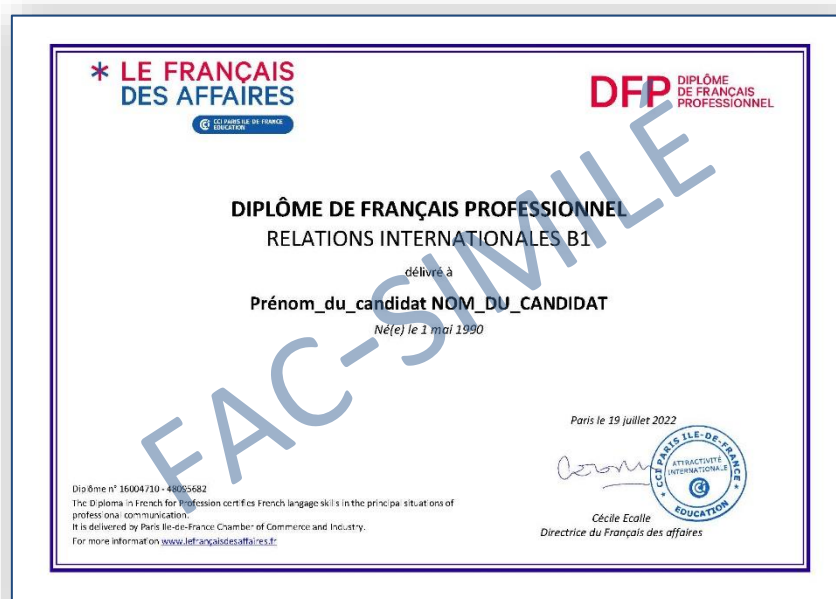 * LE FRANÇAIS
DES AFFAIRES
CCI PARIS ILE-DE-FRANCE
EDUCATION
DFP DIPLÔME
DE FRANÇAIS
PROFESSIONNEL
DIPLÔME DE FRANÇAIS PROFESSIONNEL
RELATIONS INTERNATIONALES B1
délivré à
Prénom_du_candidat NOM_DU_CANDIDAT
Né(e) le 1 mai 1990
FAC-SIMILÉ
Paris le 19 juillet 2022
CCI PARIS ILE-DE-FRANCE
ATTRACTIVITÉ
INTERNATIONALE
EDUCATION
Cécile Ecalle
Directrice du Français des affaires
Diplôme n° 16004710 - 48095682
The Diploma in French for Profession certifies French langage skills in the principal situations of
professional communication.
It is delivered by Paris Ile-de-France Chamber of Commerce and Industry.
For more information www.lefrançaisdesaffaires.fr